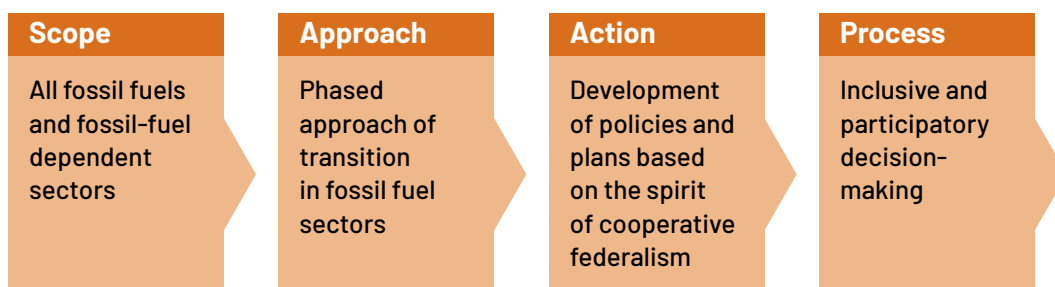 Scope
All fossil fuels
and fossil-fuel
dependent
sectors
Approach
Phased
approach of
transition
in fossil fuel
sectors
Action
Development
of policies and
plans based
on the spirit
of cooperative
federalism
Process
Inclusive and
participatory
decision-
making